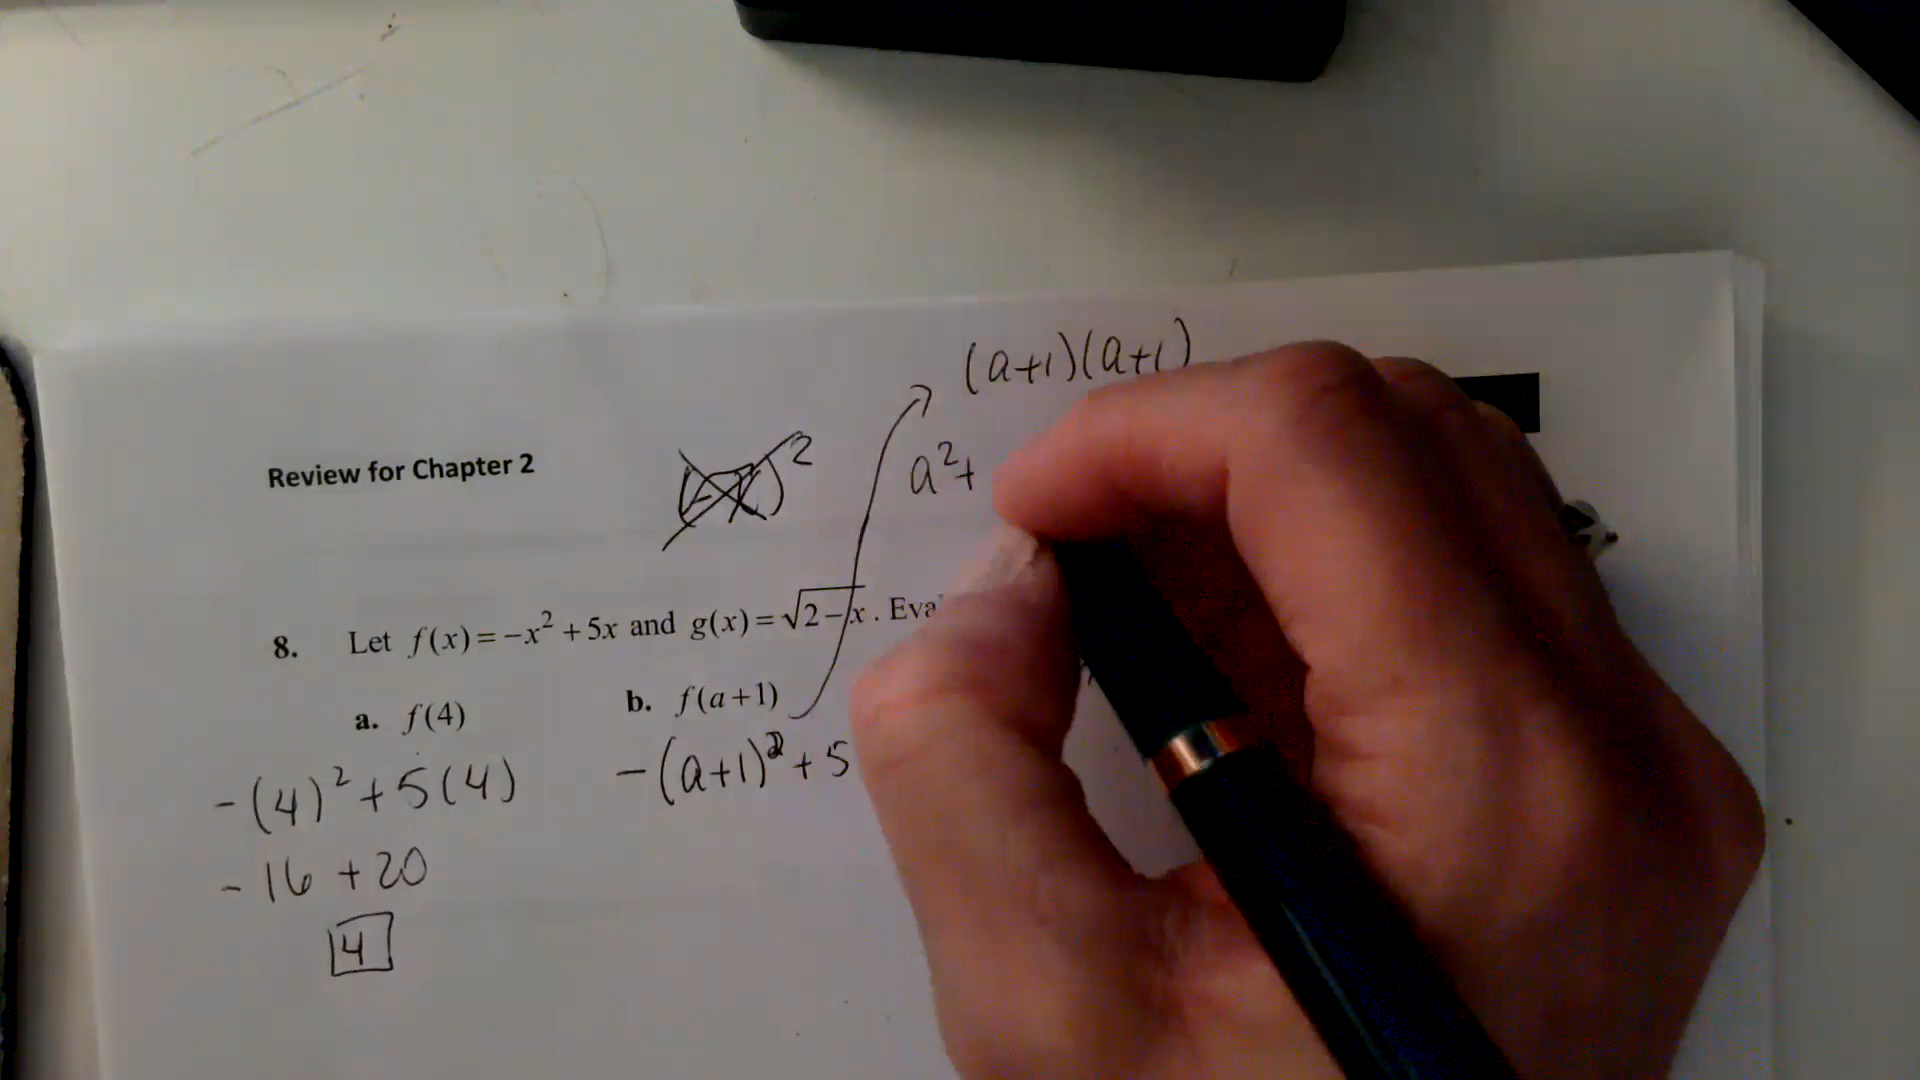 (a+1)(a+1)
a²+
Review for Chapter 2
)²
8. Let f(x)=−x²+5x and g(x)=√2−x. Eva
a. f(4) b. f(a+1)
-(4)²+5(4) -(a+1)²+5
-16+20
4